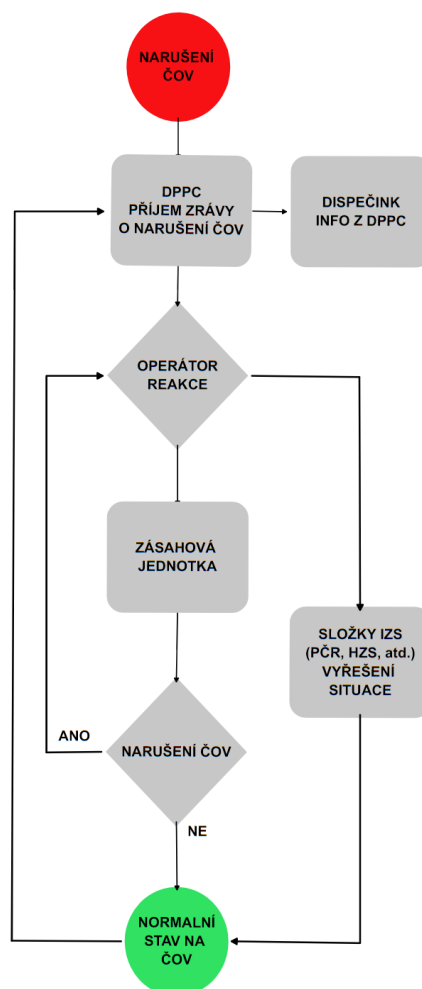 NARUŠENÍ
ČOV
DPPC
PŘÍJEM ZRÁVY
O NARUŠENÍ ČOV
DISPEČINK
INFO Z DPPC
OPERÁTOR
REAKCE
ZÁSAHOVÁ
JEDNOTKA
SLOŽKY IZS
(PČR, HZS, atd.)
VYŘEŠENÍ
SITUACE
ANO
NARUŠENÍ ČOV
NE
NORMALNÍ
STAV NA
ČOV